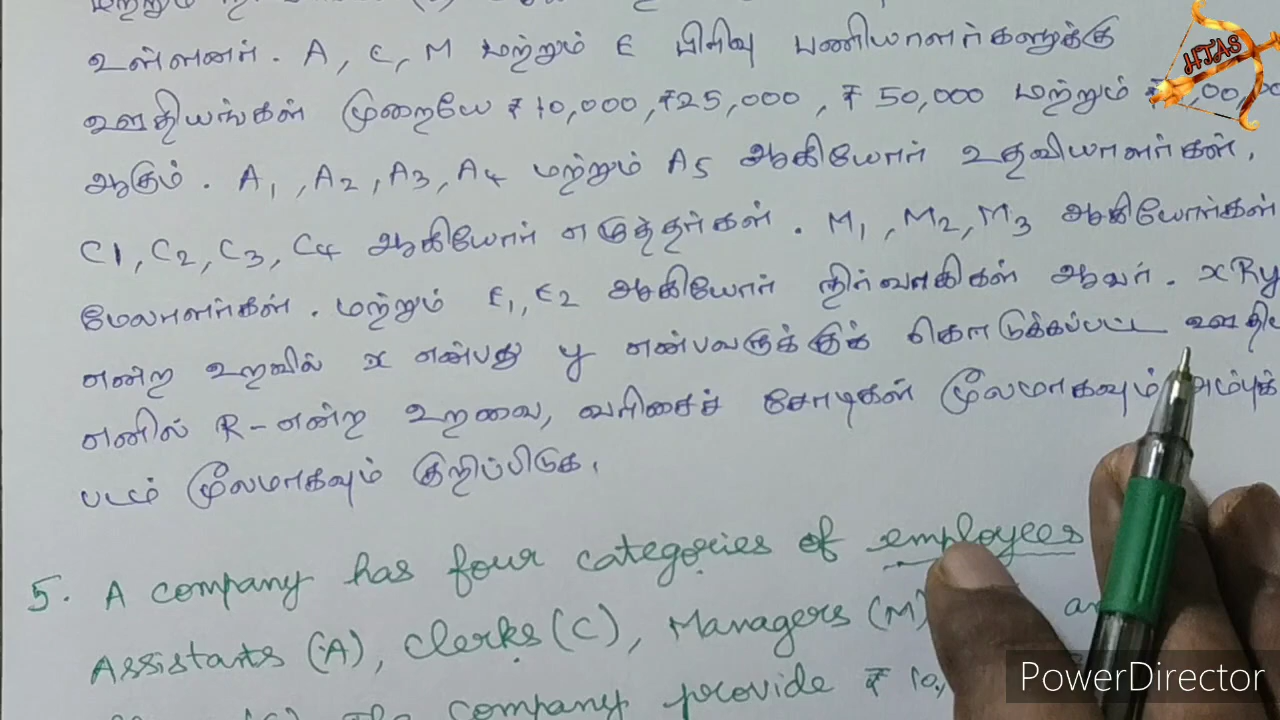 உள்ளனர். A, C, M மற்றும் E பிரிவு பணியாளர்களுக்கு
ஊதியங்கள் முறையே ₹10,000, ₹25,000, ₹50,000 மற்றும்
ஆகும். A1, A2, A3, A4 மற்றும் A5 ஆகியோர் உதவியாளர்கள்.
C1, C2, C3, C4 ஆகியோர் எழுத்தர்கள். M1, M2, M3 ஆகியோர்கள்
மேலாளர்கள். மற்றும் E1, E2 ஆகியோர் நிர்வாகிகள் ஆவர். xRy
என்ற உறவில் x என்பது y என்பவருக்குக் கொடுக்கப்பட்ட
எனில் R-என்ற உறவை, வரிசைச் சோடிகள் மூலமாகவும்
படம் மூலமாகவும் குறிப்பிடுக.
5. A company has four categories of employees
Assistants (A), Clerks (C), Managers (M)
The company provide ₹10,
HTAS
PowerDirector